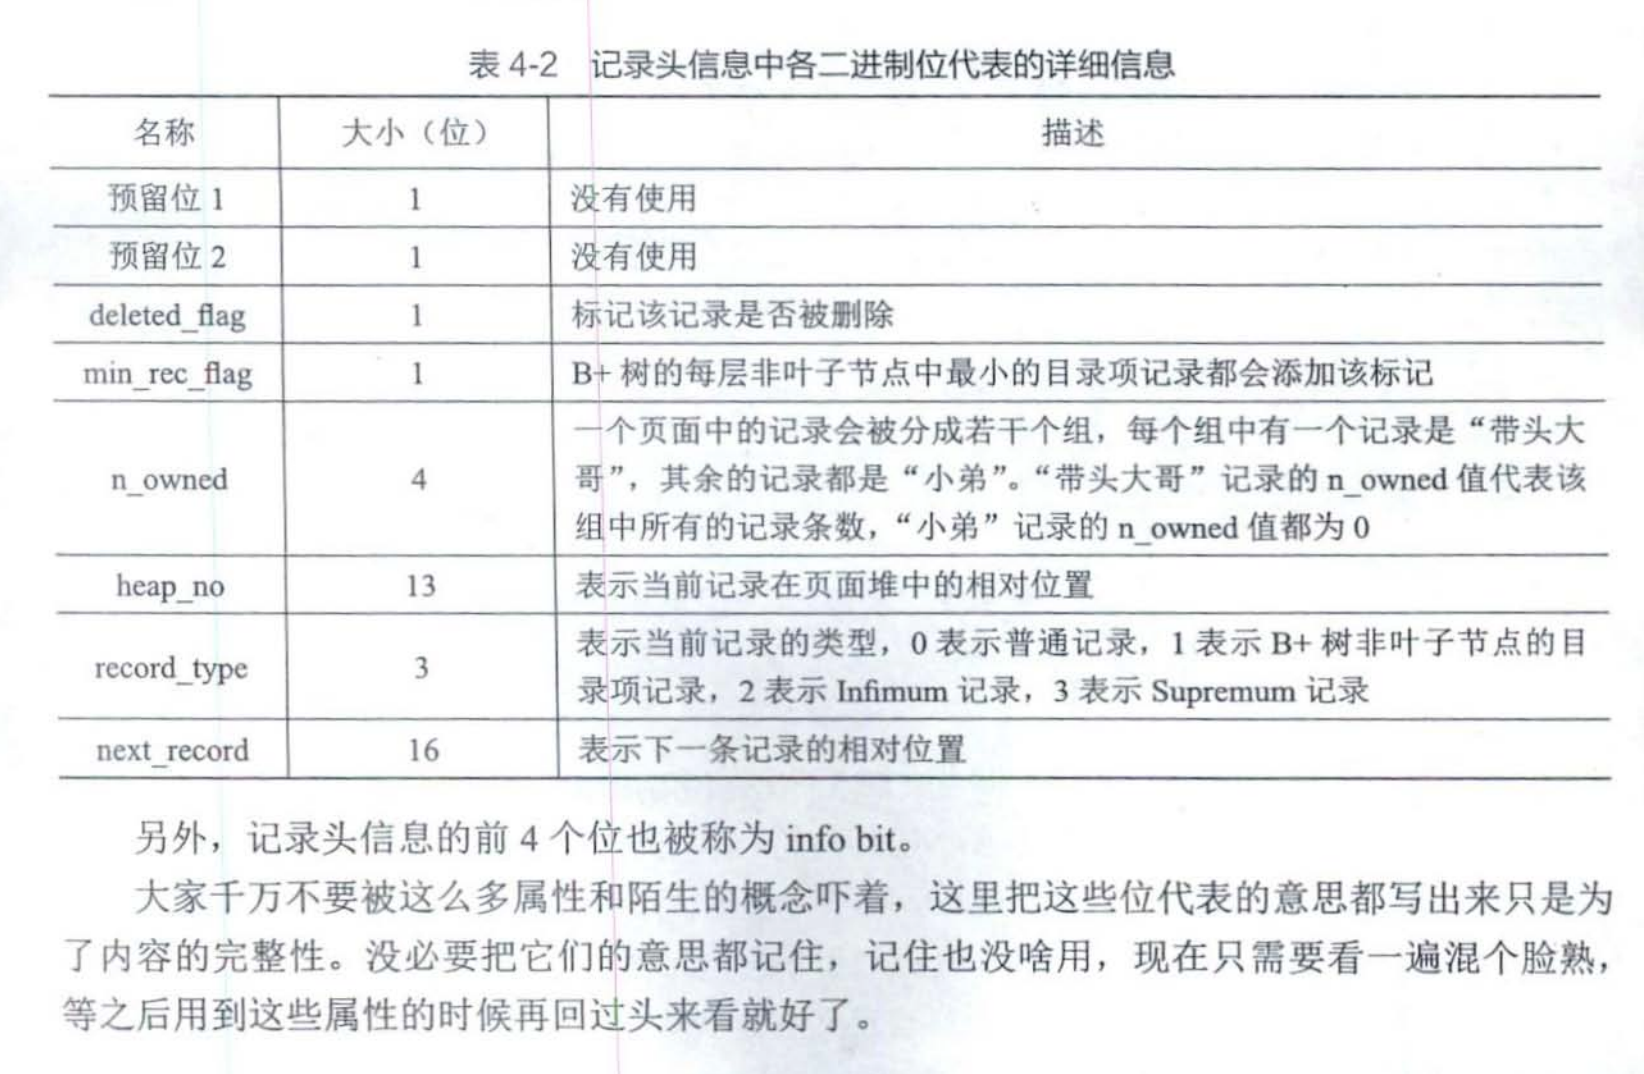 表 4-2 记录头信息中各二进制位代表的详细信息
名称 大小（位） 描述
预留位 1 1 没有使用
预留位 2 1 没有使用
deleted_flag 1 标记该记录是否被删除
min_rec_flag 1 B+ 树的每层非叶子节点中最小的目录项记录都会添加该标记
一个页面中的记录会被分成若干个组，每个组中有一个记录是“带头大
n_owned 4 哥”，其余的记录都是“小弟”。“带头大哥”记录的 n_owned 值代表该
组中所有的记录条数，“小弟”记录的 n_owned 值都为 0
heap_no 13 表示当前记录在页面堆中的相对位置
record_type 3 表示当前记录的类型，0 表示普通记录，1 表示 B+ 树非叶子节点的目
录项记录，2 表示 Infimum 记录，3 表示 Supremum 记录
next_record 16 表示下一条记录的相对位置
另外，记录头信息的前 4 个位也被称为 info bit。
大家千万不要被这么多属性和陌生的概念吓着，这里把这些位代表的意思都写出来只是为
了内容的完整性。没必要把它们的意思都记住，记住也没啥用，现在只需要看一遍混个脸熟，
等之后用到这些属性的时候再回过头来看就好了。